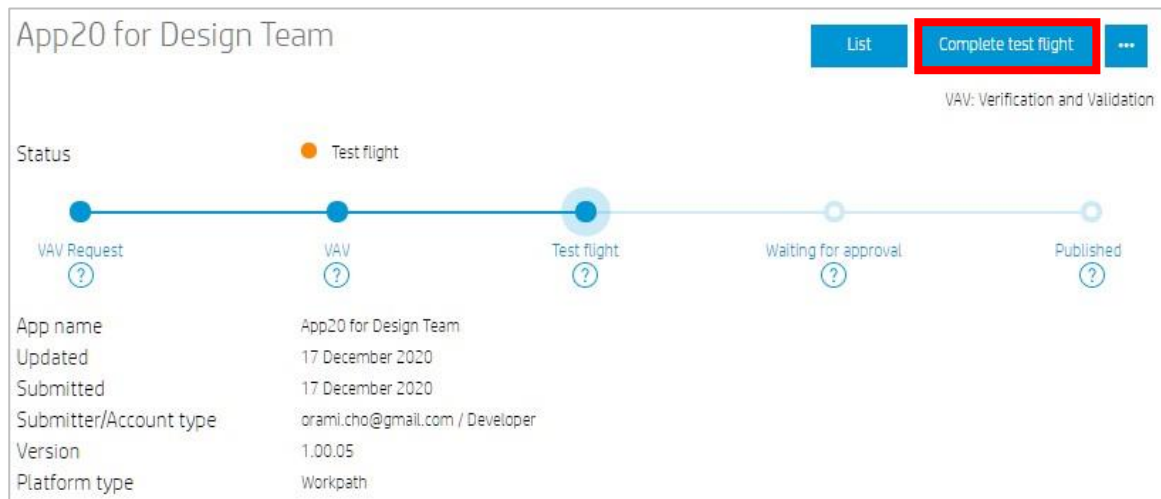 App20 for Design Team
List
Complete test flight
•••
VAV: Verification and Validation
Status
Test flight
VAV Request
VAV
Test flight
Waiting for approval
Published
?
?
?
?
?
App name
App20 for Design Team
Updated
17 December 2020
Submitted
17 December 2020
Submitter/Account type
orami.cho@gmail.com / Developer
Version
1.00.05
Platform type
Workpath